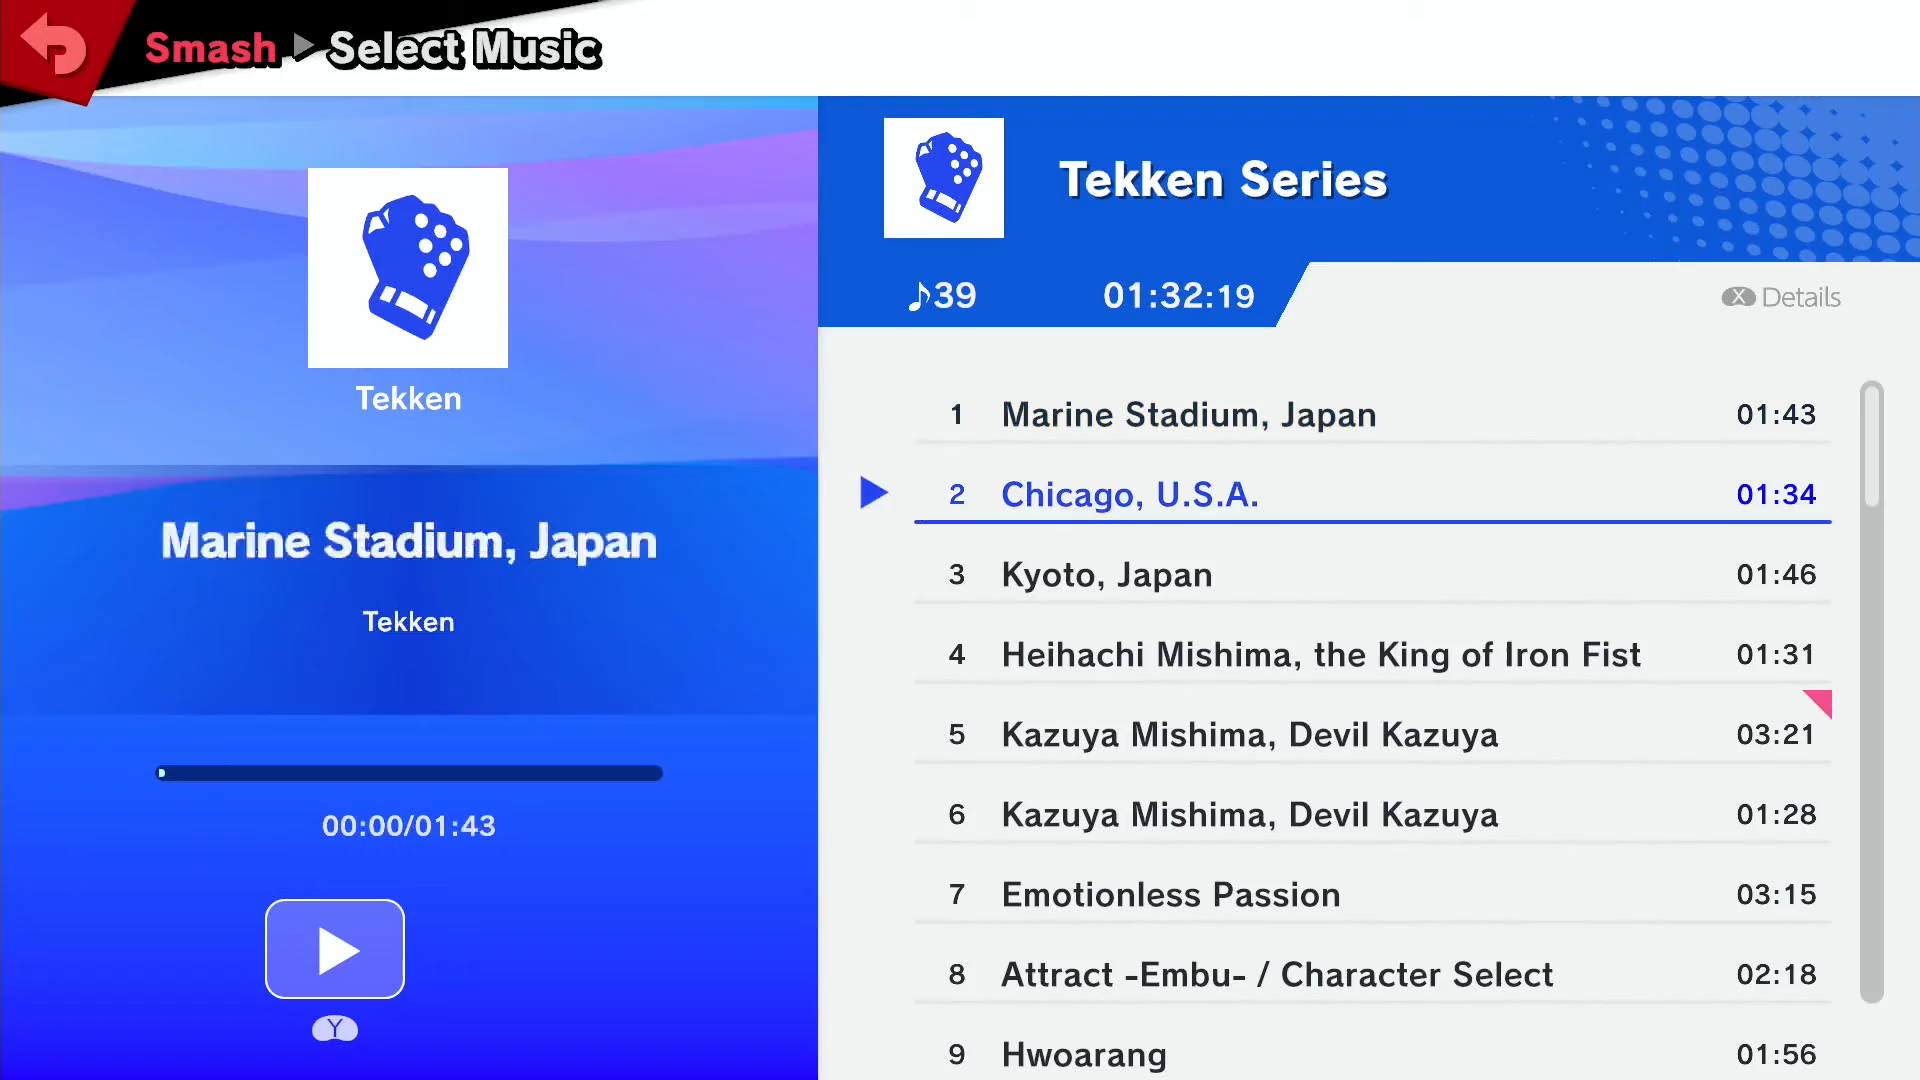 Smash ▶ Select Music
Tekken
Marine Stadium, Japan
Tekken
00:00/01:43
Y
Tekken Series
♪39 01:32:19
X Details
1 Marine Stadium, Japan 01:43
2 Chicago, U.S.A. 01:34
3 Kyoto, Japan 01:46
4 Heihachi Mishima, the King of Iron Fist 01:31
5 Kazuya Mishima, Devil Kazuya 03:21
6 Kazuya Mishima, Devil Kazuya 01:28
7 Emotionless Passion 03:15
8 Attract -Embu- / Character Select 02:18
9 Hwoarang 01:56